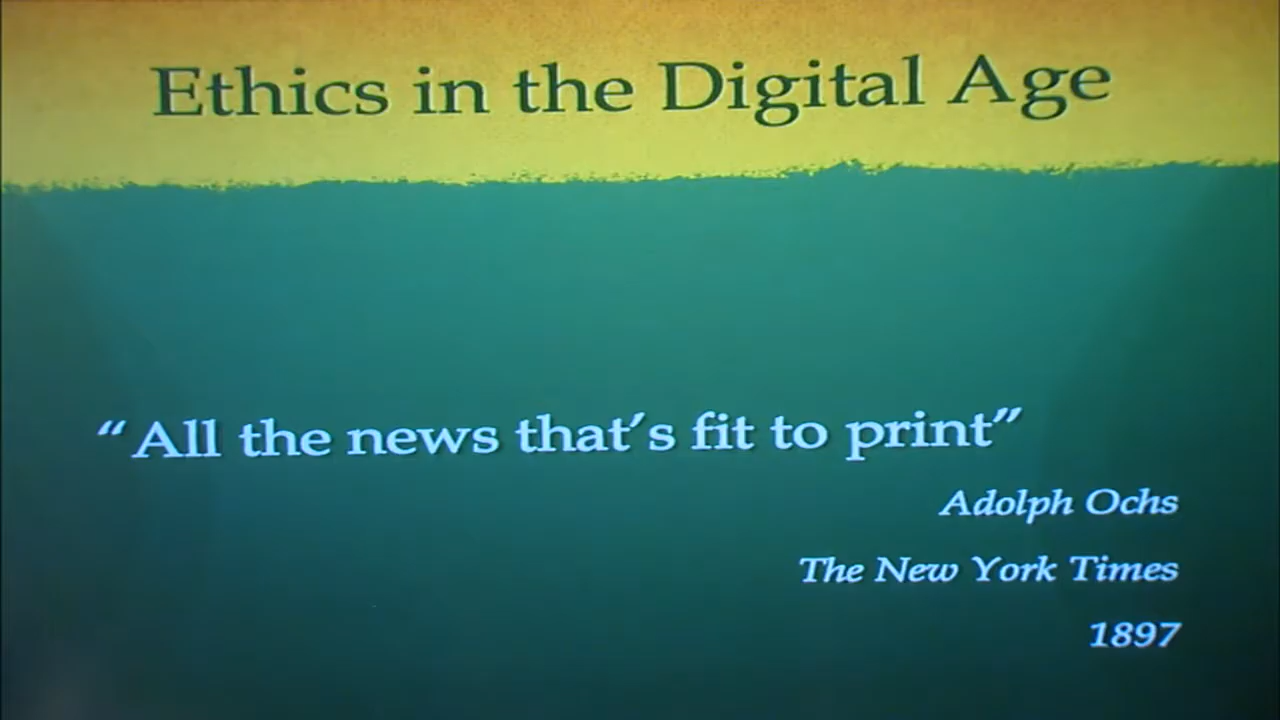 Ethics in the Digital Age
“All the news that’s fit to print”
Adolph Ochs
The New York Times
1897